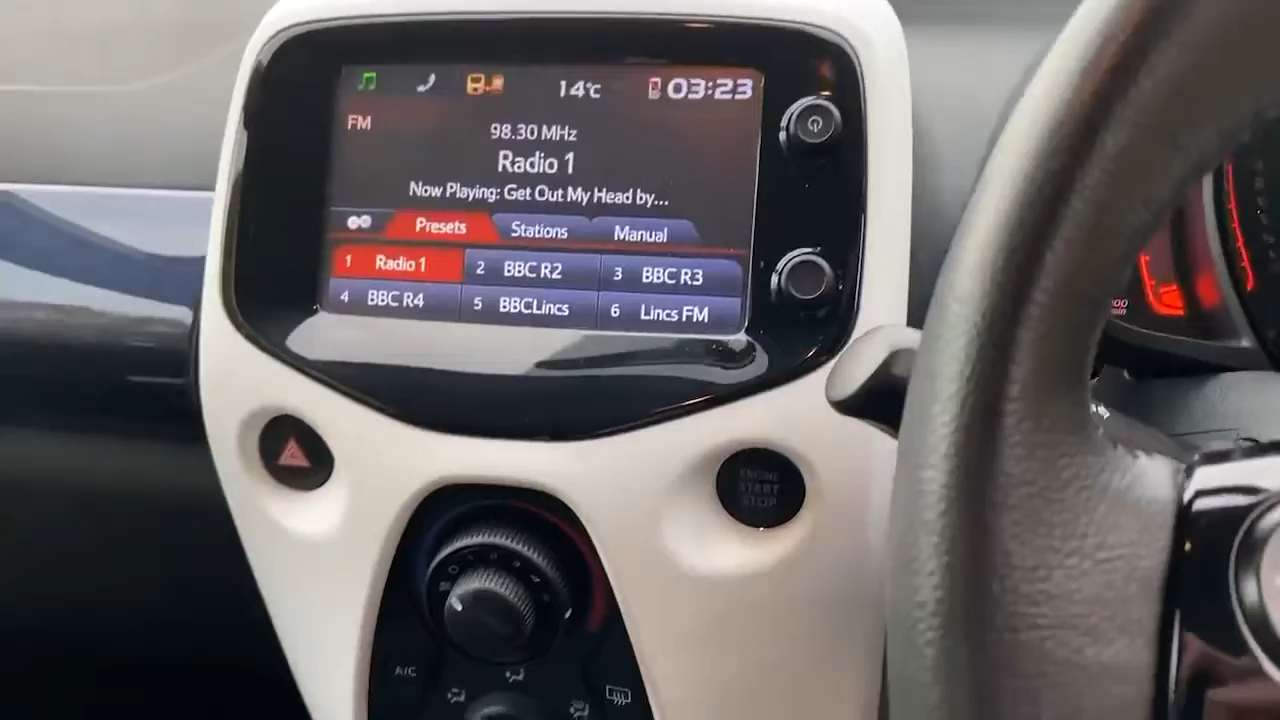 14°C 03:23
FM
98.30 MHz
Radio 1
Now Playing: Get Out My Head by...
Presets Stations Manual
1 Radio 1 2 BBC R2 3 BBC R3
4 BBC R4 5 BBCLincs 6 Lincs FM
ENGINE
START
STOP
A/C